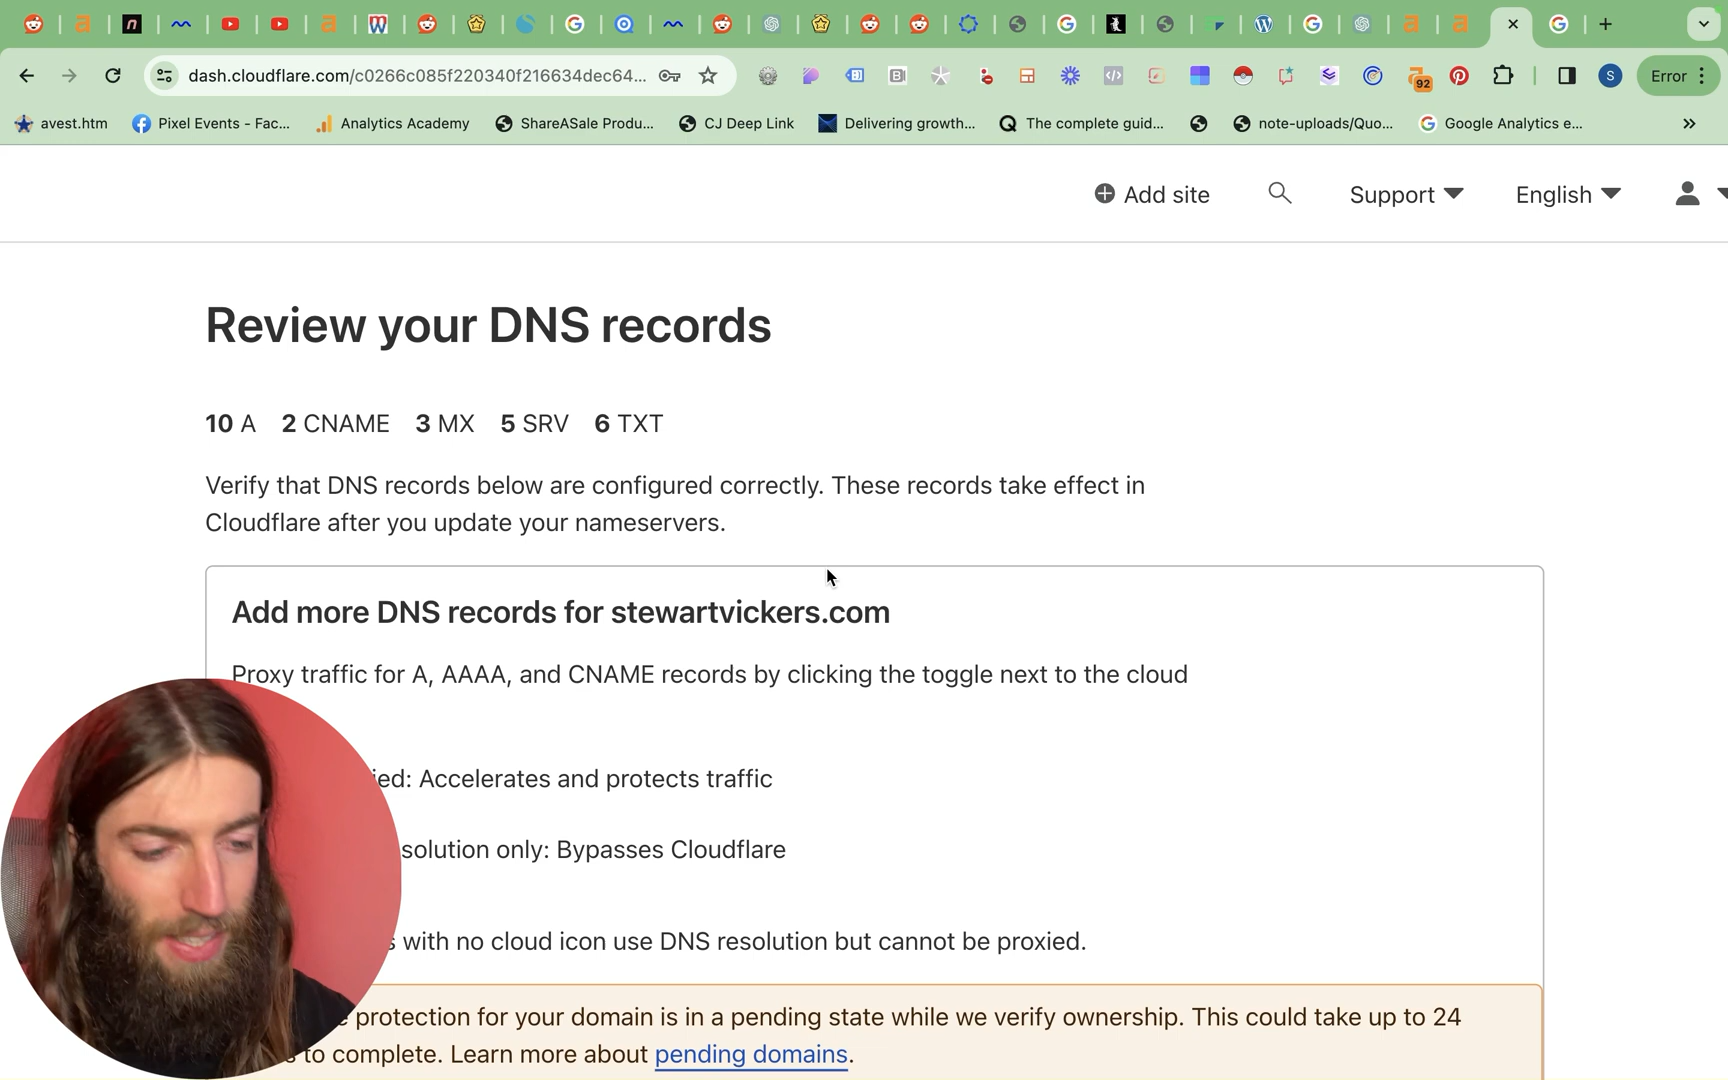 dash.cloudflare.com/c0266c085f220340f216634dec64...
92
S
Error
avest.htm
Pixel Events - Fac...
Analytics Academy
ShareASale Produ...
CJ Deep Link
Delivering growth...
The complete guid...
note-uploads/Quo...
Google Analytics e...
Add site
Support
English
Review your DNS records
10 A 2 CNAME 3 MX 5 SRV 6 TXT
Verify that DNS records below are configured correctly. These records take effect in
Cloudflare after you update your nameservers.
Add more DNS records for stewartvickers.com
Proxy traffic for A, AAAA, and CNAME records by clicking the toggle next to the cloud
ied: Accelerates and protects traffic
solution only: Bypasses Cloudflare
with no cloud icon use DNS resolution but cannot be proxied.
protection for your domain is in a pending state while we verify ownership. This could take up to 24
to complete. Learn more about pending domains.